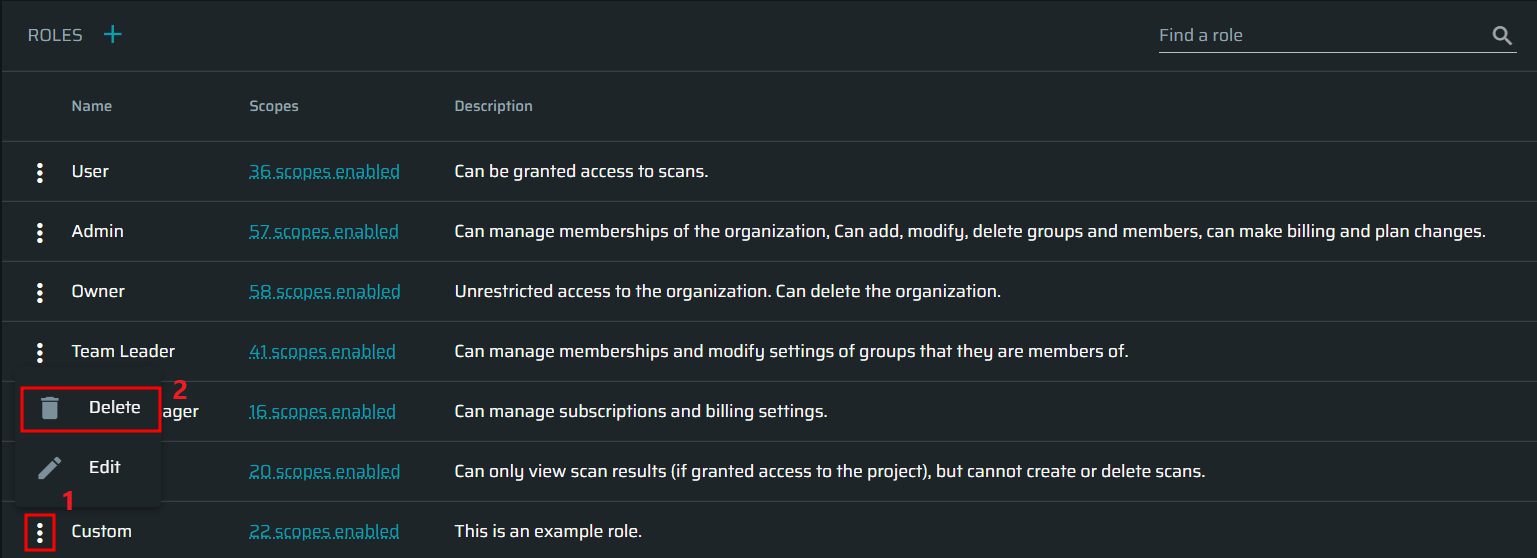 ROLES + Find a role
Name Scopes Description
User 36 scopes enabled Can be granted access to scans.
Admin 57 scopes enabled Can manage memberships of the organization, Can add, modify, delete groups and members, can make billing and plan changes.
Owner 58 scopes enabled Unrestricted access to the organization. Can delete the organization.
Team Leader 41 scopes enabled Can manage memberships and modify settings of groups that they are members of.
Delete 2 ager 16 scopes enabled Can manage subscriptions and billing settings.
Edit 20 scopes enabled Can only view scan results (if granted access to the project), but cannot create or delete scans.
1
Custom 22 scopes enabled This is an example role.